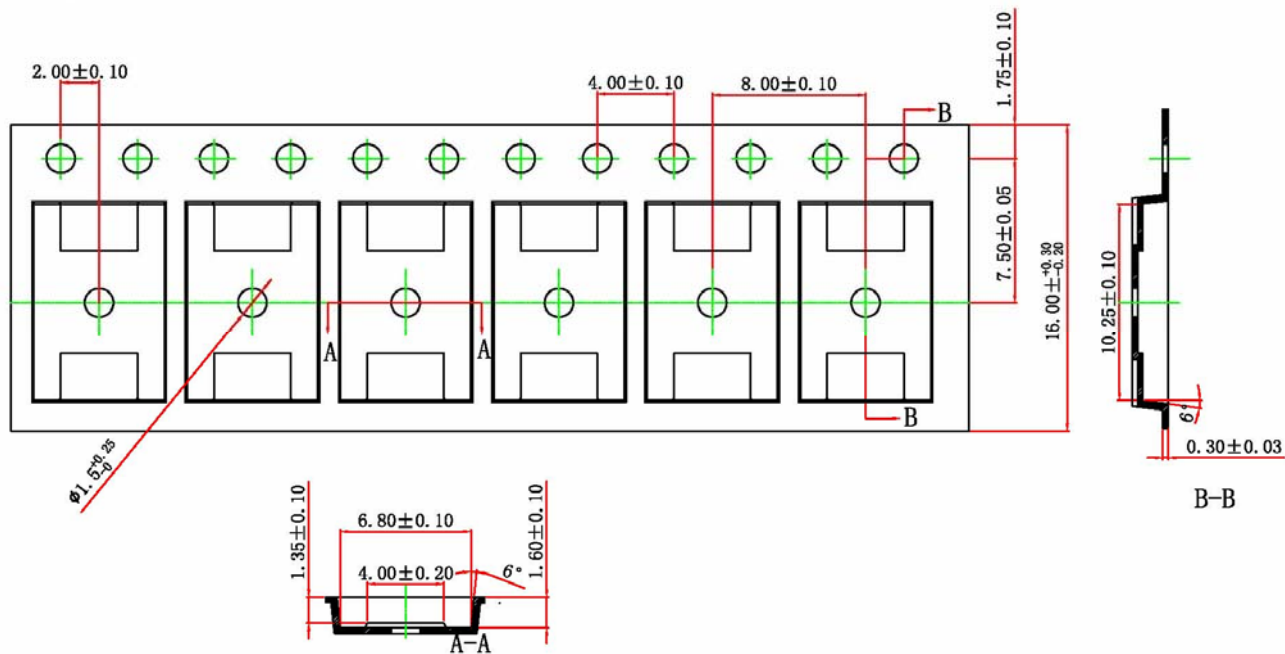 2.00±0.10
4.00±0.10
8.00±0.10
1.75±0.10
B
7.50±0.05
16.00±+0.30
-0.20
A
A
B
ϕ1.5+0.25
-0
10.25±0.10
6°
0.30±0.03
B-B
1.35±0.10
6.80±0.10
4.00±0.20
6°
1.60±0.10
A-A